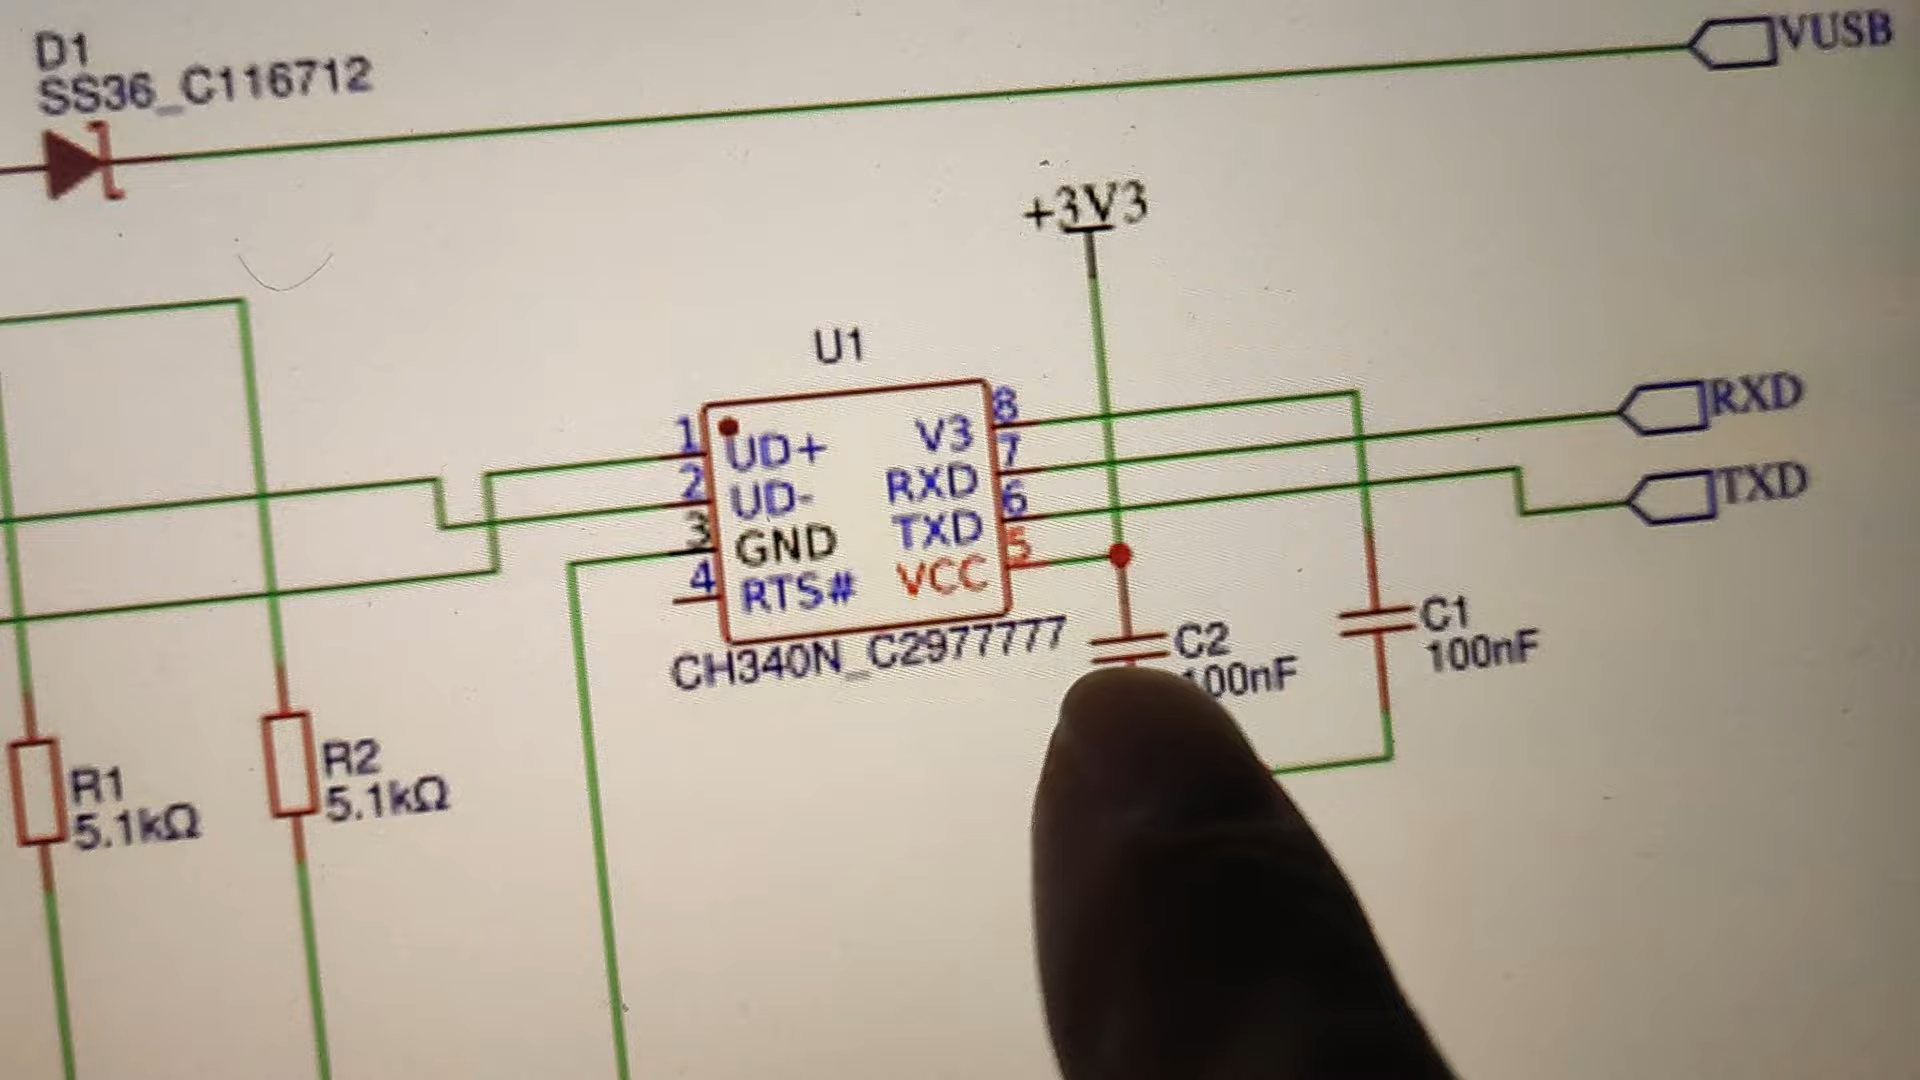 D1
SS36_C116712
VUSB
+3V3
U1
1 UD+
2 UD-
3 GND
4 RTS#
8 V3
7 RXD
6 TXD
5 VCC
CH340N_C2977777
RXD
TXD
C2
100nF
C1
100nF
R1
5.1kΩ
R2
5.1kΩ